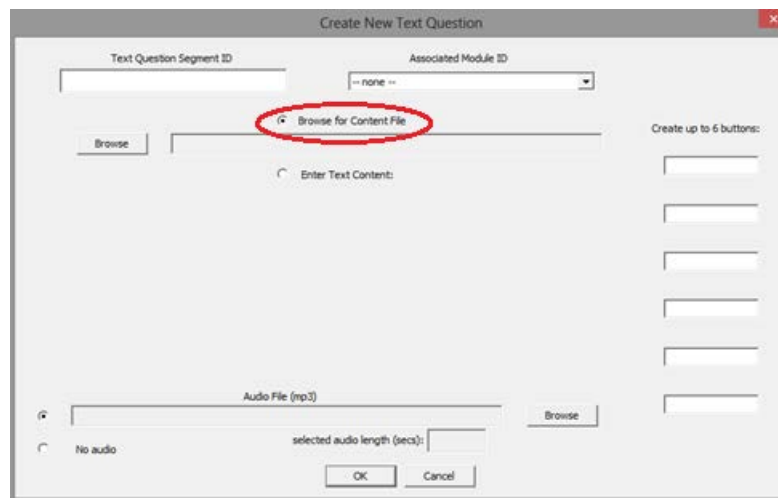 Create New Text Question
Text Question Segment ID
Associated Module ID
-- none --
Browse for Content File
Create up to 6 buttons:
Browse
Enter Text Content:
Audio File (mp3)
Browse
No audio
selected audio length (secs):
OK
Cancel